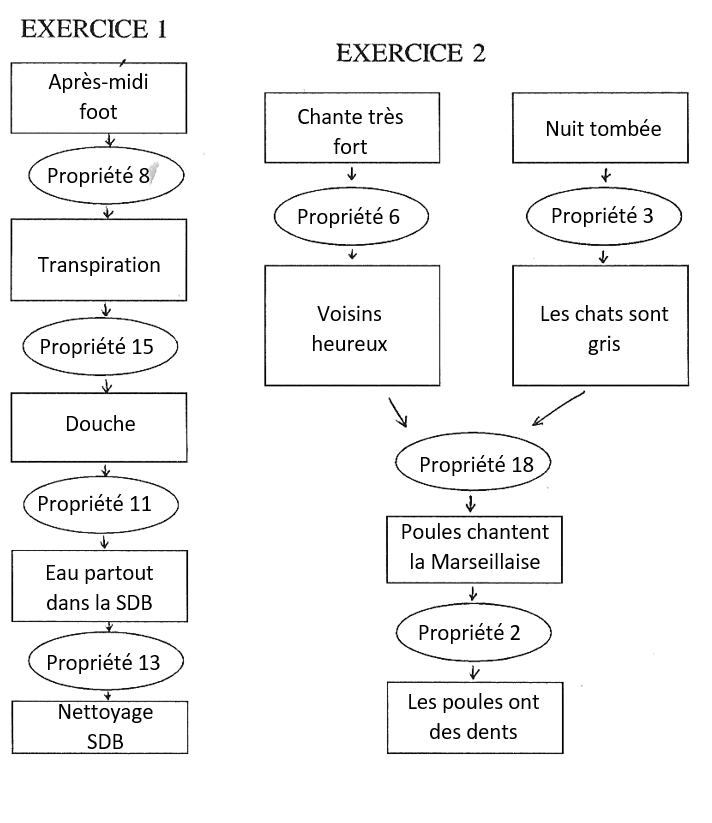 EXERCICE 1
Après-midi
foot
Propriété 8
Transpiration
Propriété 15
Douche
Propriété 11
Eau partout
dans la SDB
Propriété 13
Nettoyage
SDB
EXERCICE 2
Chante très
fort
Propriété 6
Voisins
heureux
Nuit tombée
Propriété 3
Les chats sont
gris
Propriété 18
Poules chantent
la Marseillaise
Propriété 2
Les poules ont
des dents